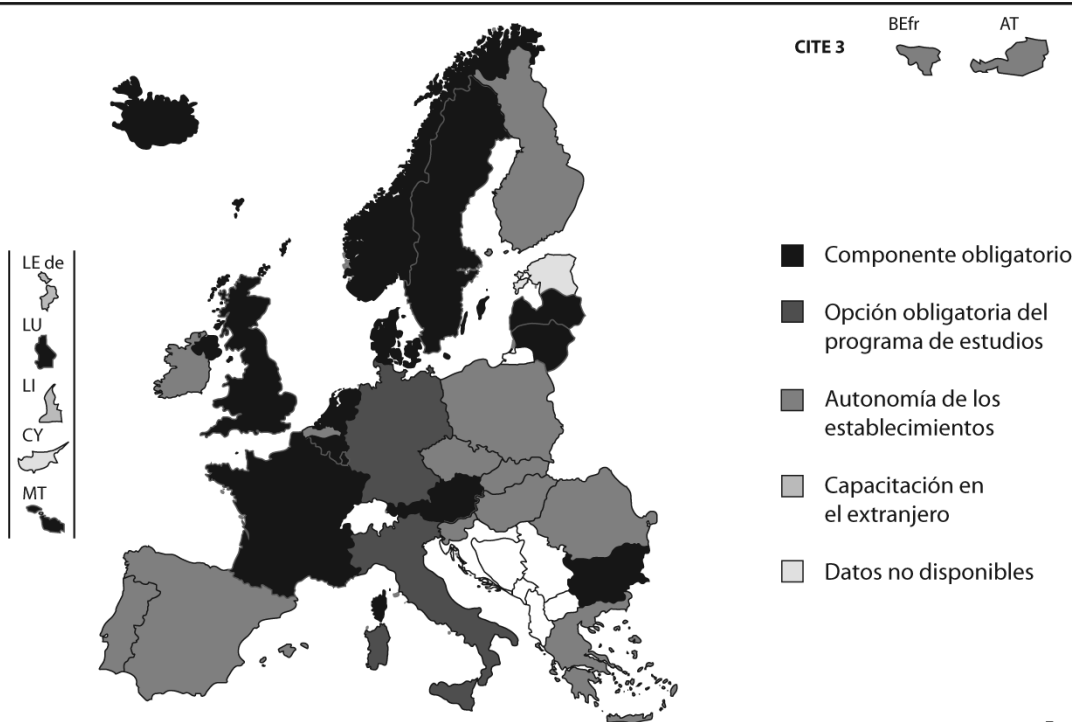 CITE 3
BEfr
AT
LE de
LU
LI
CY
MT
Componente obligatorio
Opción obligatoria del
programa de estudios
Autonomía de los
establecimientos
Capacitación en
el extranjero
Datos no disponibles